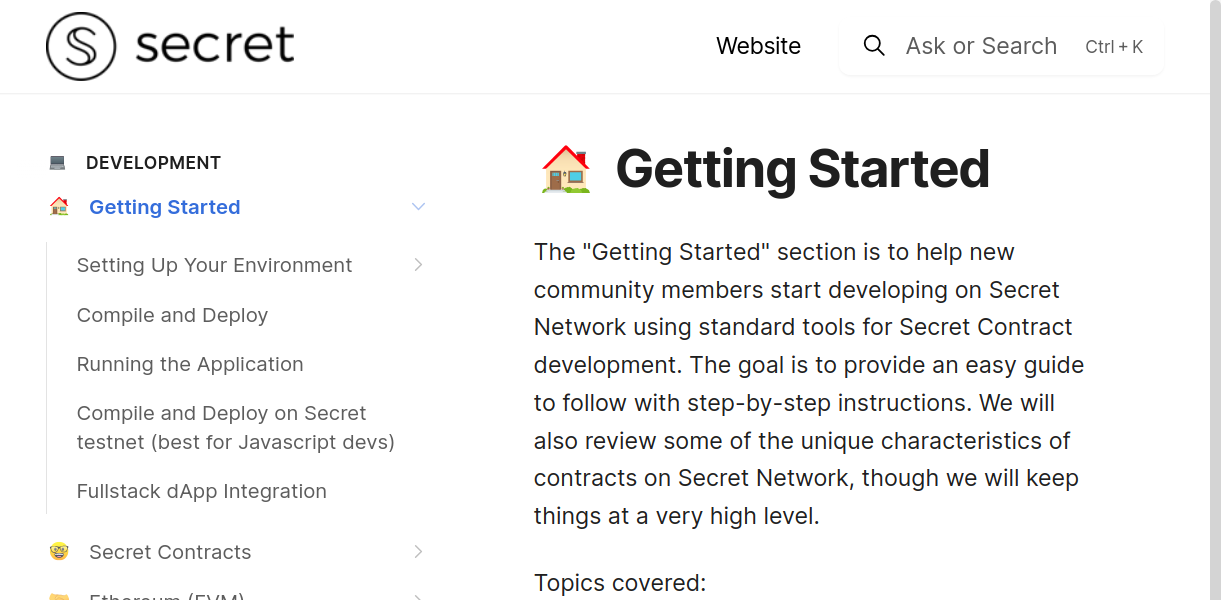 secret
Website
Ask or Search
Ctrl + K
DEVELOPMENT
Getting Started
Setting Up Your Environment
Compile and Deploy
Running the Application
Compile and Deploy on Secret
testnet (best for Javascript devs)
Fullstack dApp Integration
Secret Contracts
Ethereum (EVM)
Getting Started
The "Getting Started" section is to help new
community members start developing on Secret
Network using standard tools for Secret Contract
development. The goal is to provide an easy guide
to follow with step-by-step instructions. We will
also review some of the unique characteristics of
contracts on Secret Network, though we will keep
things at a very high level.
Topics covered: